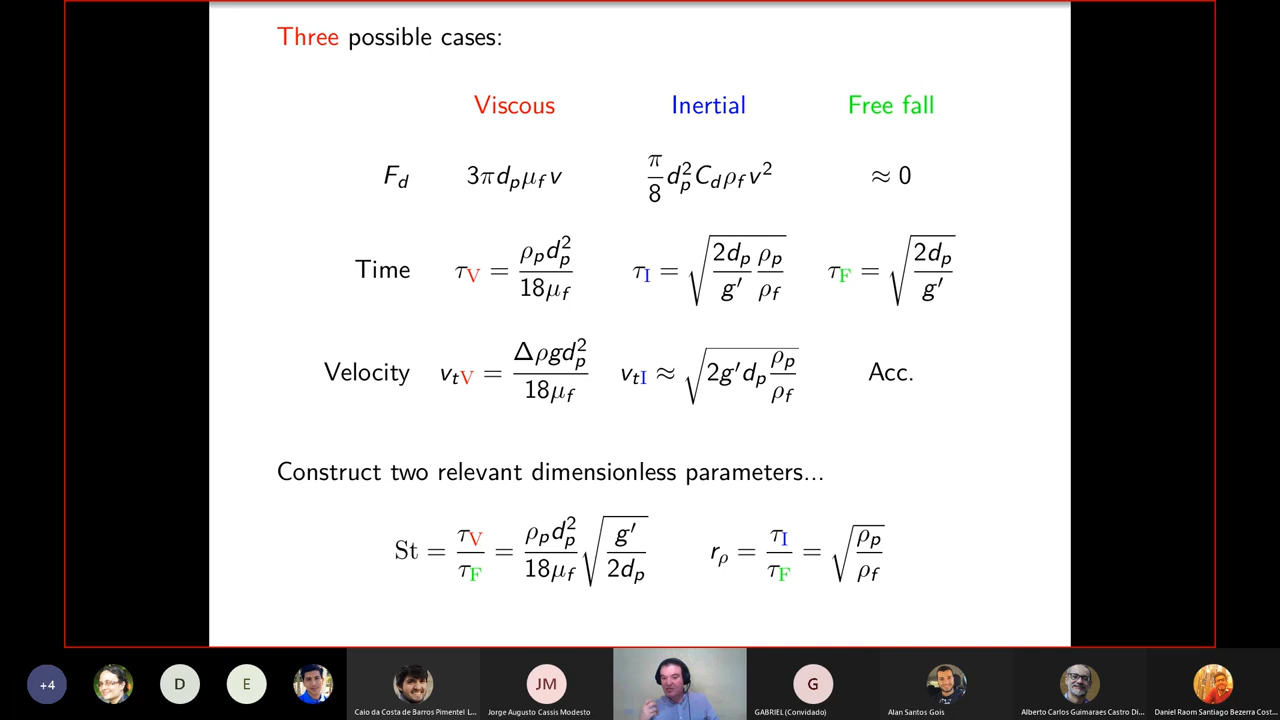 Three possible cases:
Viscous Inertial Free fall
F_d 3πd_pμ_f v π/8 d_p^2 C_d ρ_f v^2 ≈ 0
Time τ_V = ρ_p d_p^2 / 18μ_f τ_I = √(2d_p/g′ ρ_p/ρ_f) τ_F = √(2d_p/g′)
Velocity v_tV = Δρgd_p^2 / 18μ_f v_tI ≈ √(2g′d_p ρ_p/ρ_f) Acc.
Construct two relevant dimensionless parameters...
St = τ_V/τ_F = ρ_p d_p^2 / 18μ_f √(g′/2d_p) r_ρ = τ_I/τ_F = √(ρ_p/ρ_f)
+4 D E JM G
Caio da Costa de Barros Pimentel L... Jorge Augusto Cassis Modesto GABRIEL (Convidado) Alan Santos Gois Alberto Carlos Guimaraes Castro Di... Daniel Raom Santiago Bezerra Cost...